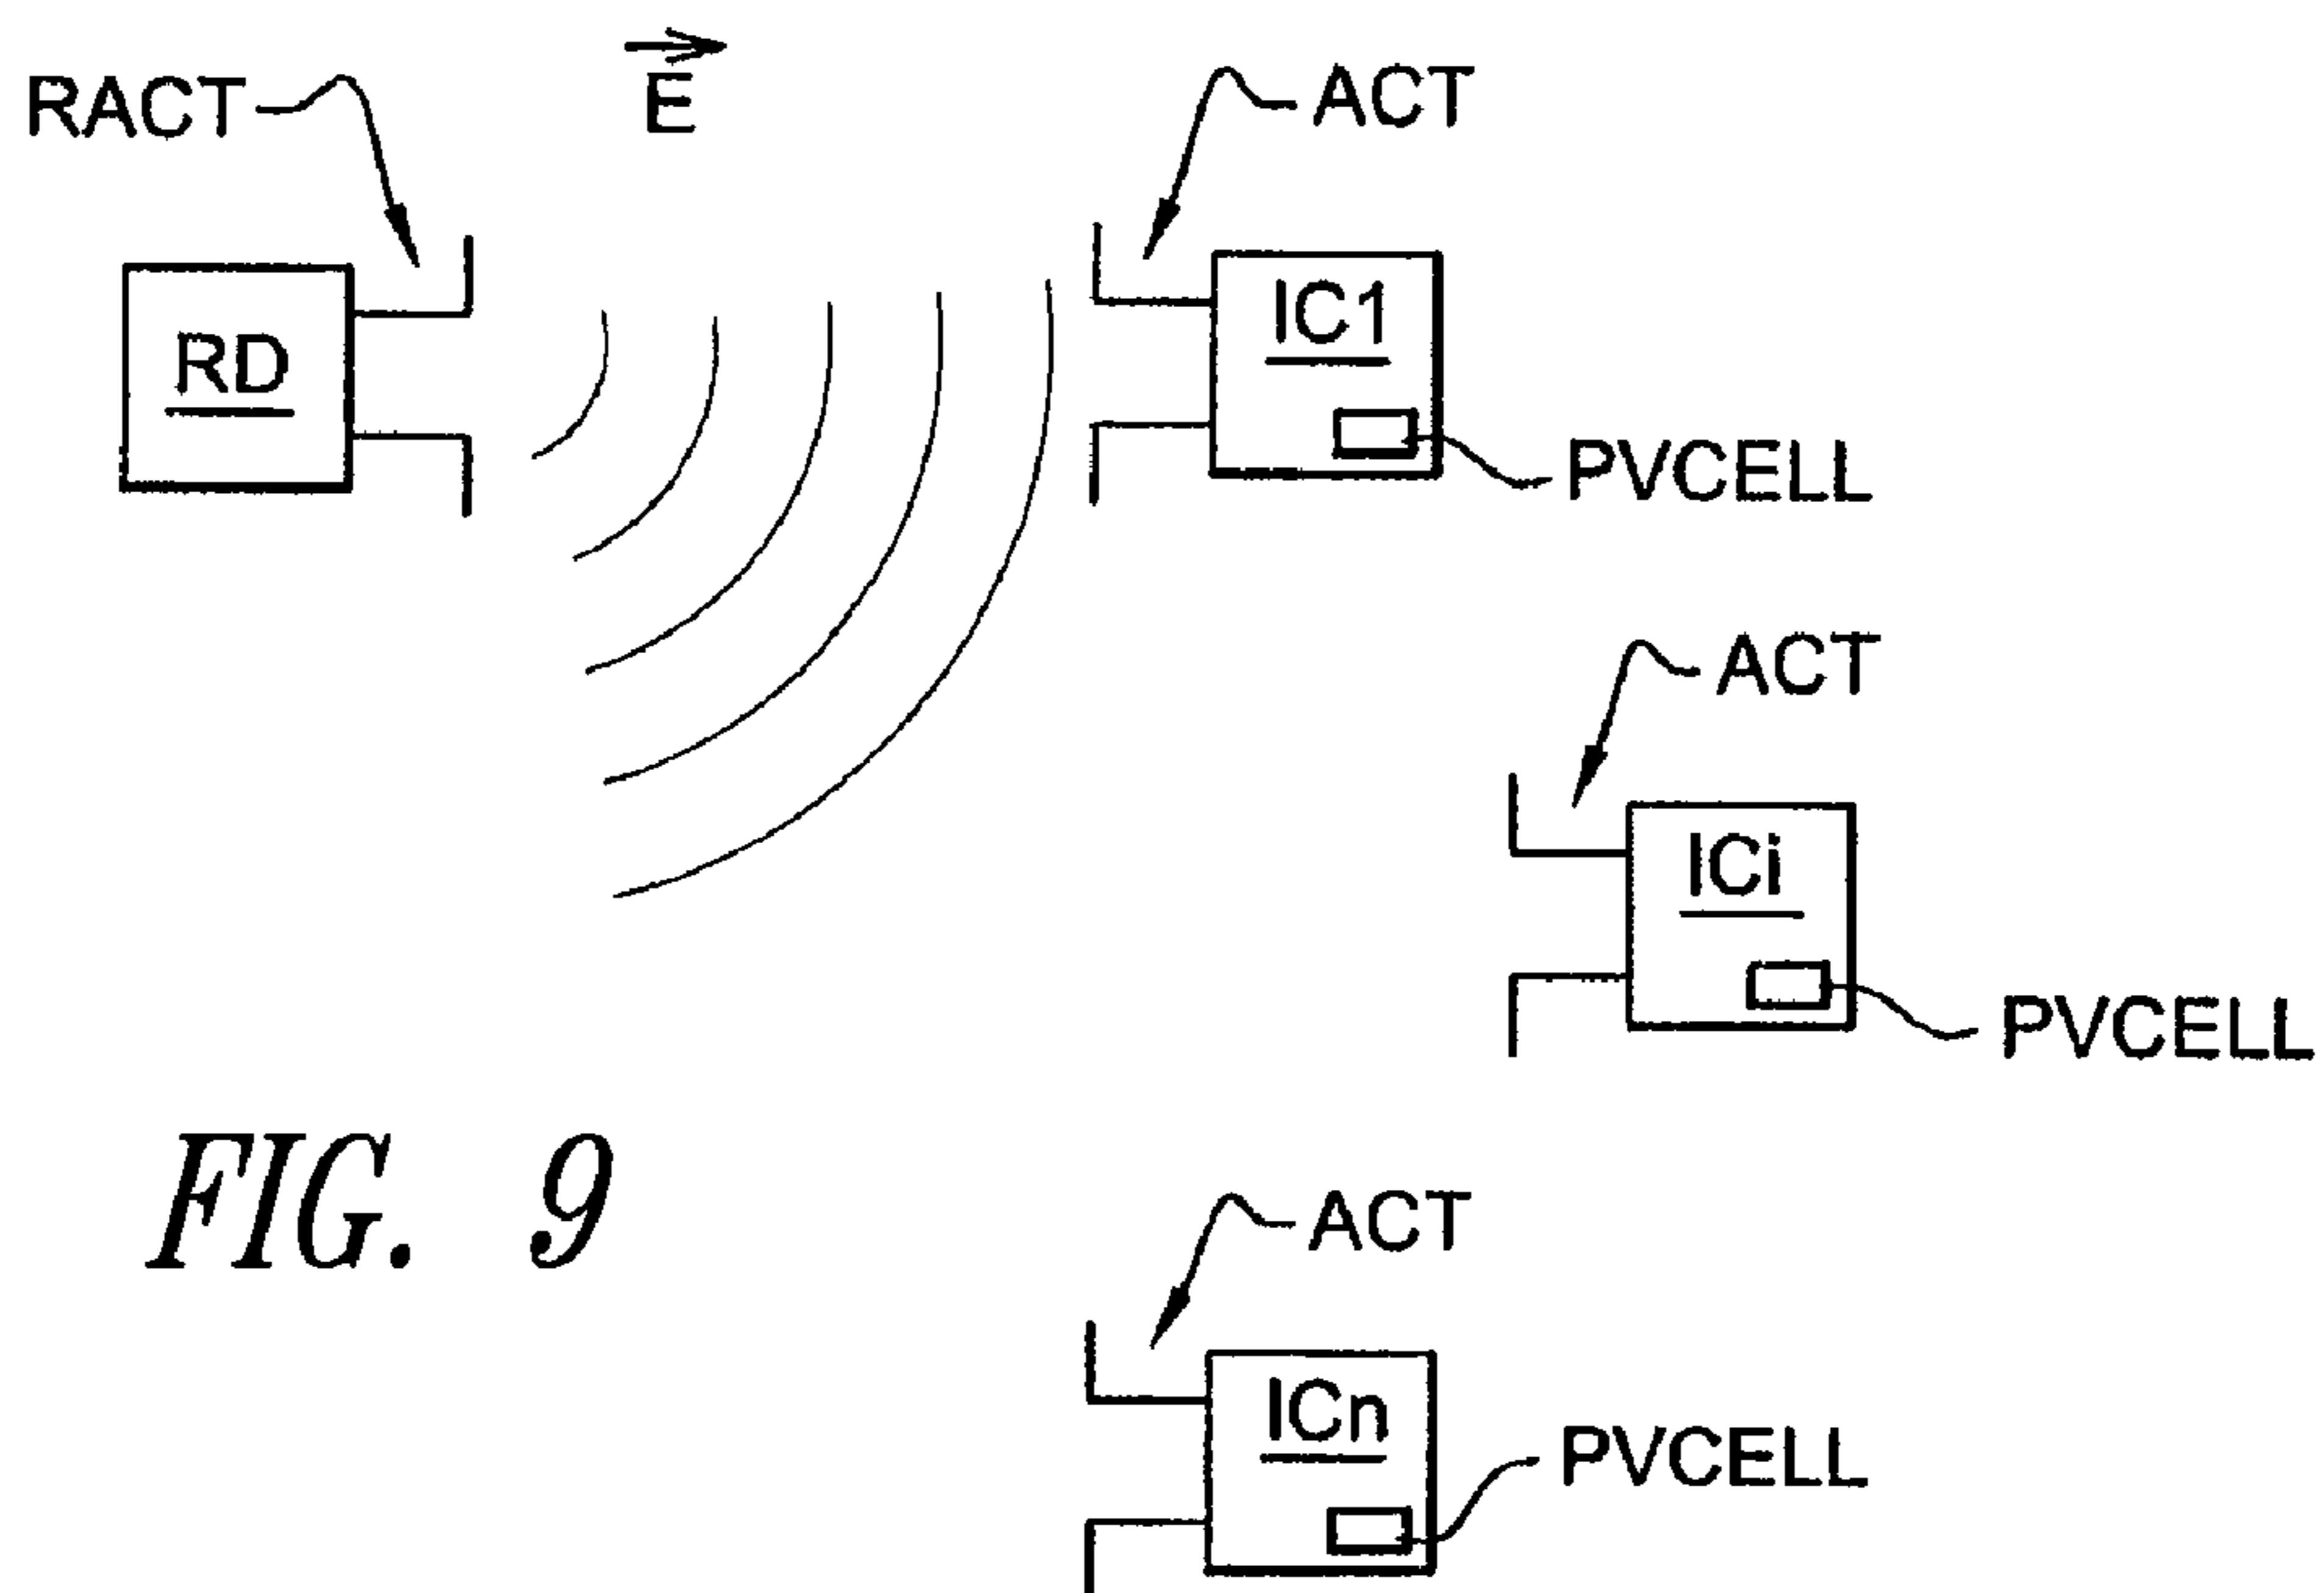 E
RACT
ACT
RD
IC1
PVCELL
ACT
ICi
PVCELL
FIG. 9
ACT
ICn
PVCELL